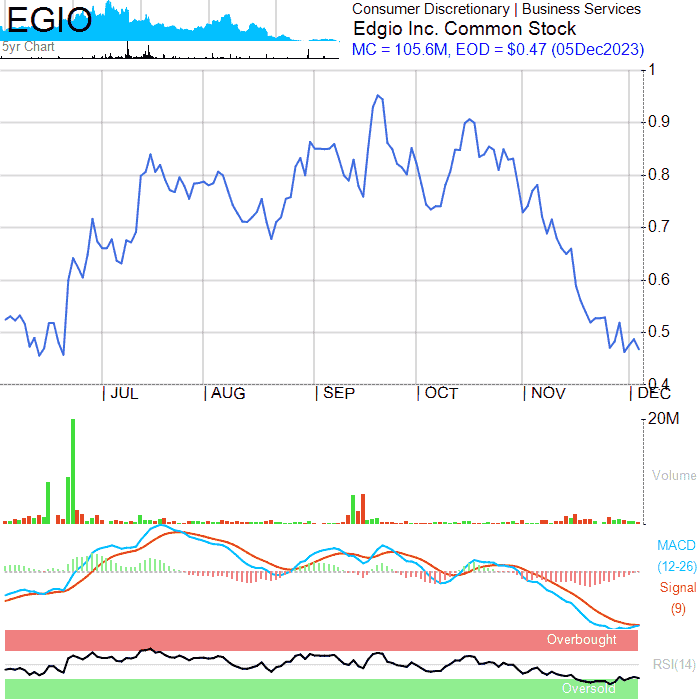 EGIO
5yr Chart
Consumer Discretionary | Business Services
Edgio Inc. Common Stock
MC = 105.6M, EOD = $0.47 (05Dec2023)
1
0.9
0.8
0.7
0.6
0.5
0.4
| JUL | AUG | SEP | OCT | NOV | DEC
20M
Volume
MACD
(12-26)
Signal
(9)
Overbought
RSI(14)
Oversold